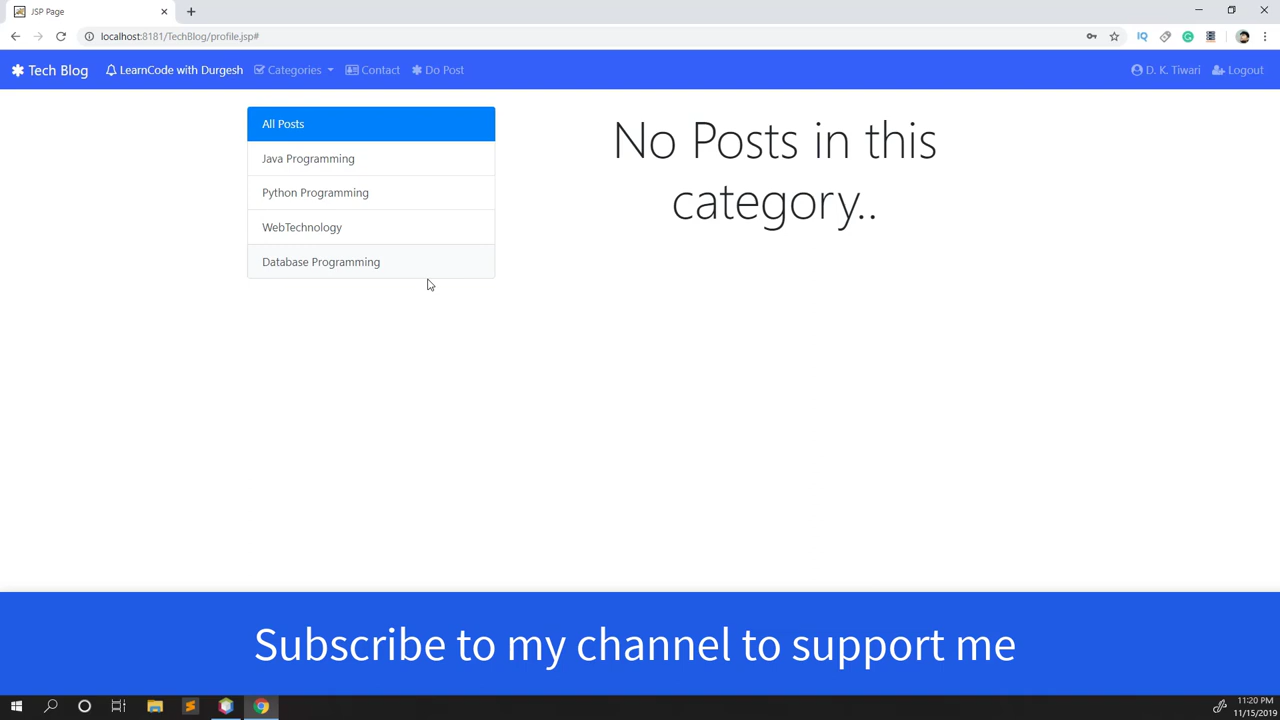 JSP Page
localhost:8181/TechBlog/profile.jsp#
Tech Blog
LearnCode with Durgesh
Categories
Contact
Do Post
D. K. Tiwari
Logout
All Posts
Java Programming
Python Programming
WebTechnology
Database Programming
No Posts in this
category..
Subscribe to my channel to support me
11:20 PM
11/15/2019